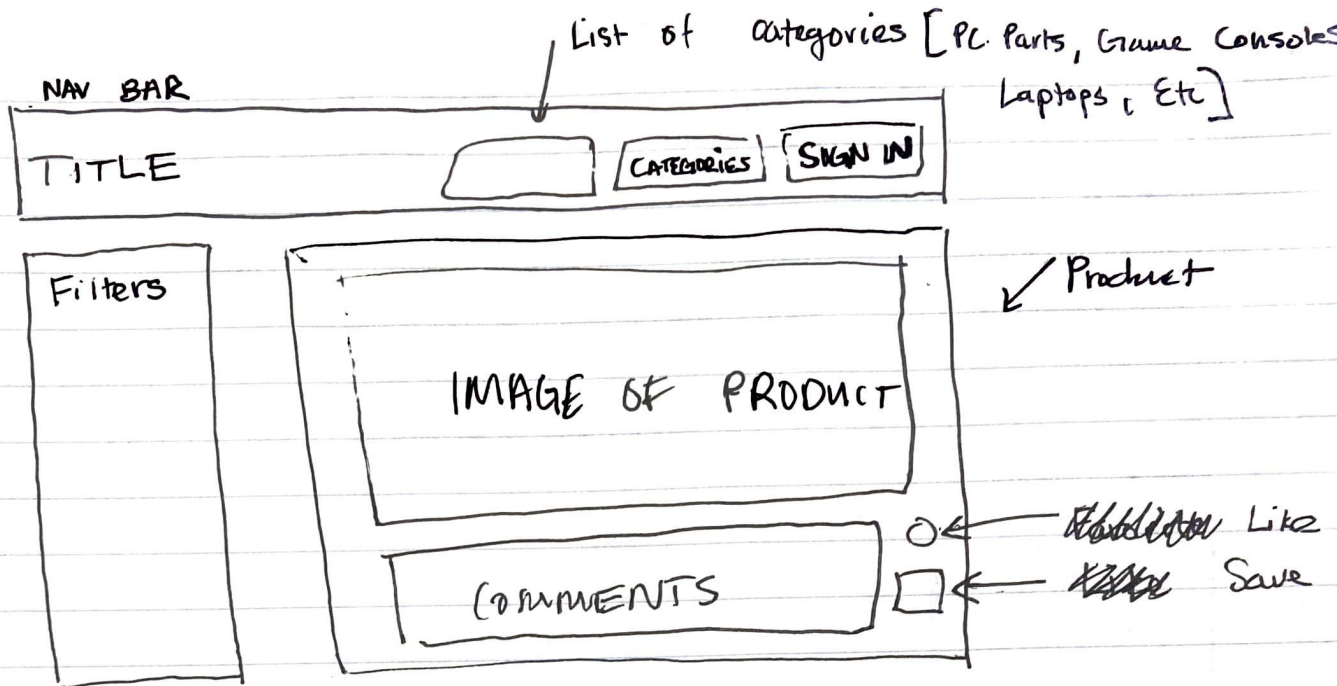 List of categories [PC. Parts, Game Consoles
Laptops, Etc]
NAV BAR
TITLE
CATEGORIES
SIGN IN
Filters
Product
IMAGE OF PRODUCT
Like
COMMENTS
Save